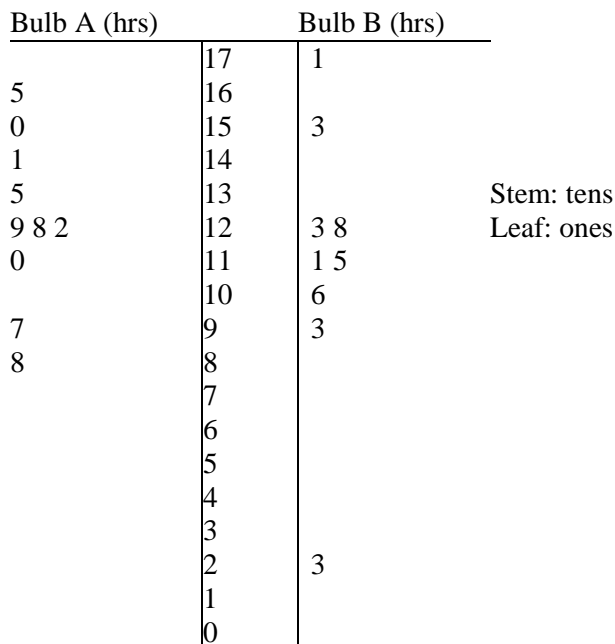 Bulb A (hrs) Bulb B (hrs)
17 1
5 16
0 15 3
1 14
5 13 Stem: tens
9 8 2 12 3 8 Leaf: ones
0 11 1 5
10 6
7 9 3
8 8
7
6
5
4
3
2 3
1
0